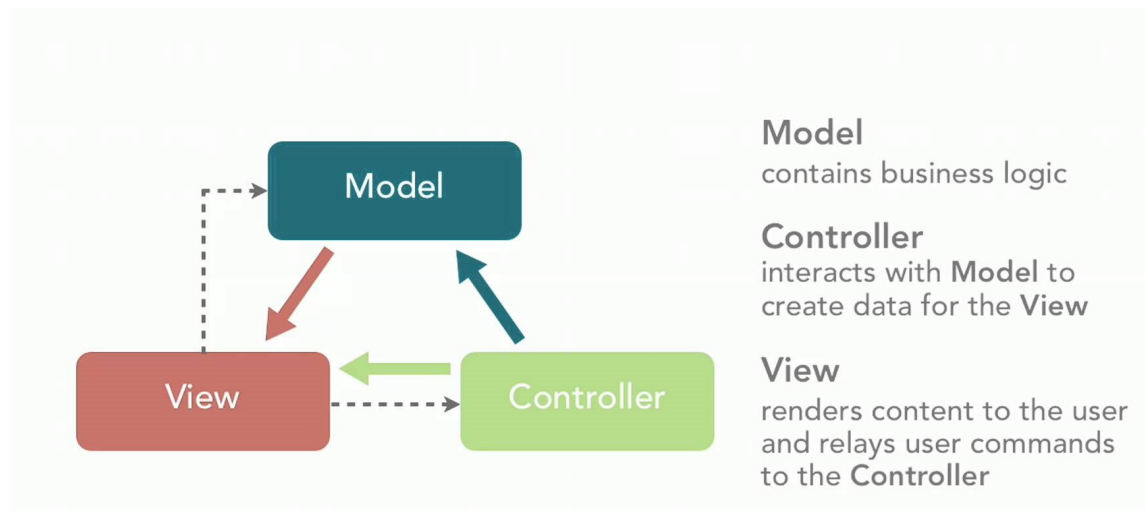 Model
View
Controller
Model
contains business logic
Controller
interacts with Model to
create data for the View
View
renders content to the user
and relays user commands
to the Controller